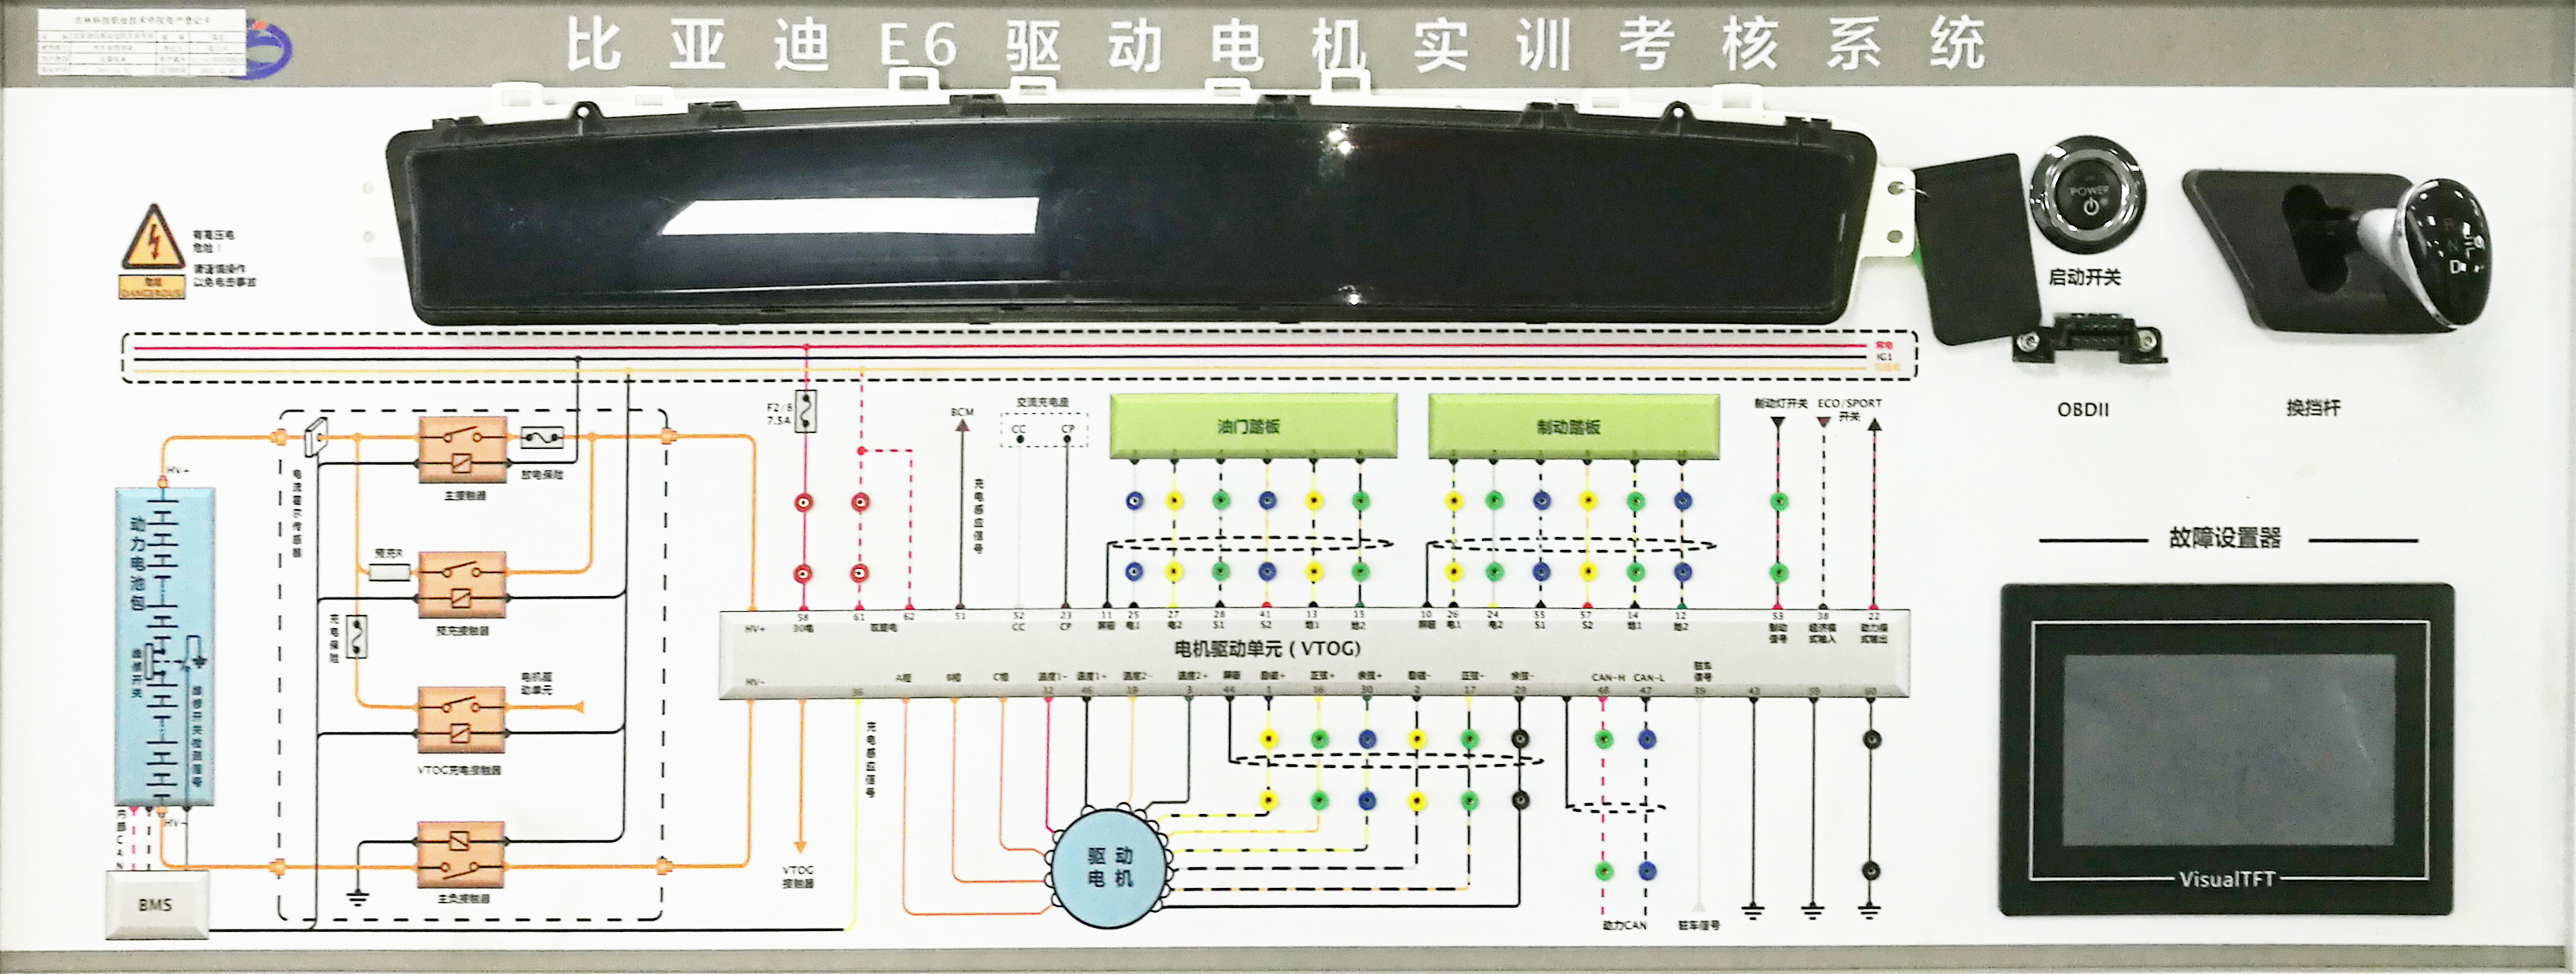 比亚迪E6驱动电机实训考核系统
有高压电
危险！
请谨慎操作
以免电击事故
危险
DANGEROUS!
POWER
启动开关
R
N
D
OBDII
换挡杆
常电
IG1
F2/8
7.5A
BCM
充电感应信号
交流充电座
CC
CP
油门踏板
制动踏板
制动灯开关
ECO/SPORT
开关
HV+
电流霍尔传感器
主接触器
放电保险
预充R
预充接触器
充电保险
电机驱
动单元
VTOG充电接触器
主负接触器
动力电池包
维修开关
维修开关检测信号
内部CAN
HV-
BMS
故障设置器
58
61
62
51
52
23
11
25
27
28
41
13
15
10
26
24
55
57
14
12
53
38
22
HV+
30电
双路电
CC
CP
屏蔽
电1
电2
S1
S2
地1
地2
屏蔽
电1
电2
S1
S2
地1
地2
制动
信号
经济模
式输入
动力模
式输出
电机驱动单元 ( VTOG)
HV-
A相
B相
C相
温度1-
温度1+
温度2-
温度2+
屏蔽
励磁+
正弦+
余弦+
励磁-
正弦-
余弦-
CAN-H
CAN-L
驻车
信号
36
32
46
18
3
44
1
16
30
2
17
29
48
47
39
43
59
60
充电感应信号
VTOG
接触器
驱动
电机
动力CAN
驻车信号
VisualTFT